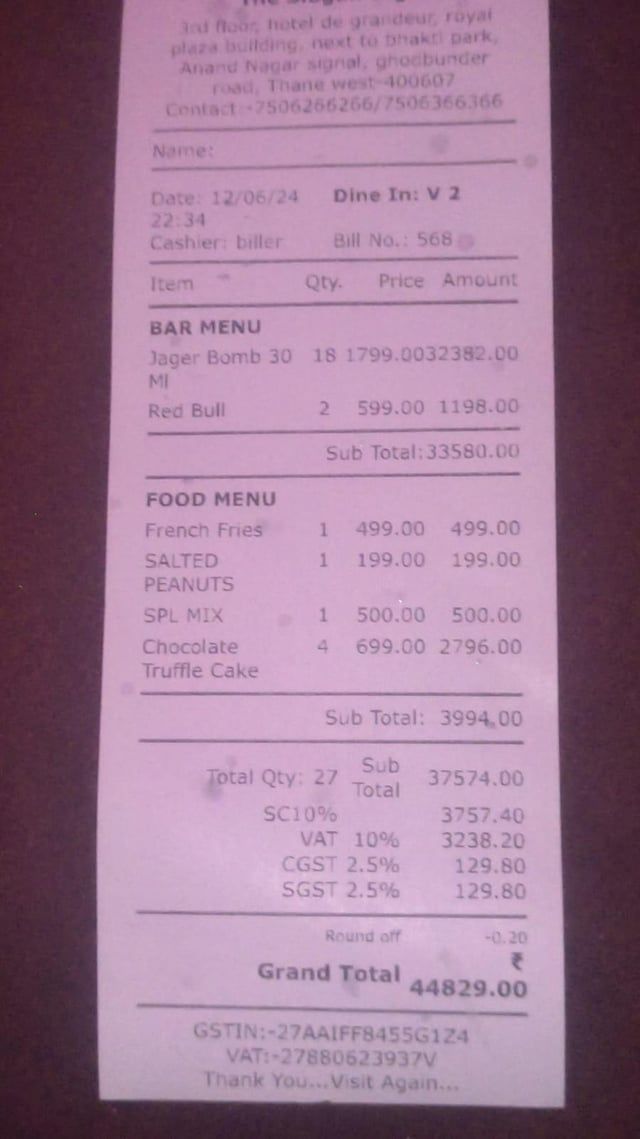 3rd floor, hotel de grandeur, royal
plaza building, next to bhakti park,
Anand Nagar signal, ghodbunder
road, Thane west-400607
Contact:-7506266266/7506366366
Name:
Date: 12/06/24 Dine In: V 2
22:34
Cashier: biller Bill No.: 568
Item Qty. Price Amount
BAR MENU
Jager Bomb 30 18 1799.0032382.00
Ml
Red Bull 2 599.00 1198.00
Sub Total:33580.00
FOOD MENU
French Fries 1 499.00 499.00
SALTED 1 199.00 199.00
PEANUTS
SPL MIX 1 500.00 500.00
Chocolate 4 699.00 2796.00
Truffle Cake
Sub Total: 3994.00
Total Qty: 27 Sub Total 37574.00
SC10% 3757.40
VAT 10% 3238.20
CGST 2.5% 129.80
SGST 2.5% 129.80
Round off -0.20
Grand Total ₹ 44829.00
GSTIN:-27AAIFF8455G1Z4
VAT:-27880623937V
Thank You...Visit Again...